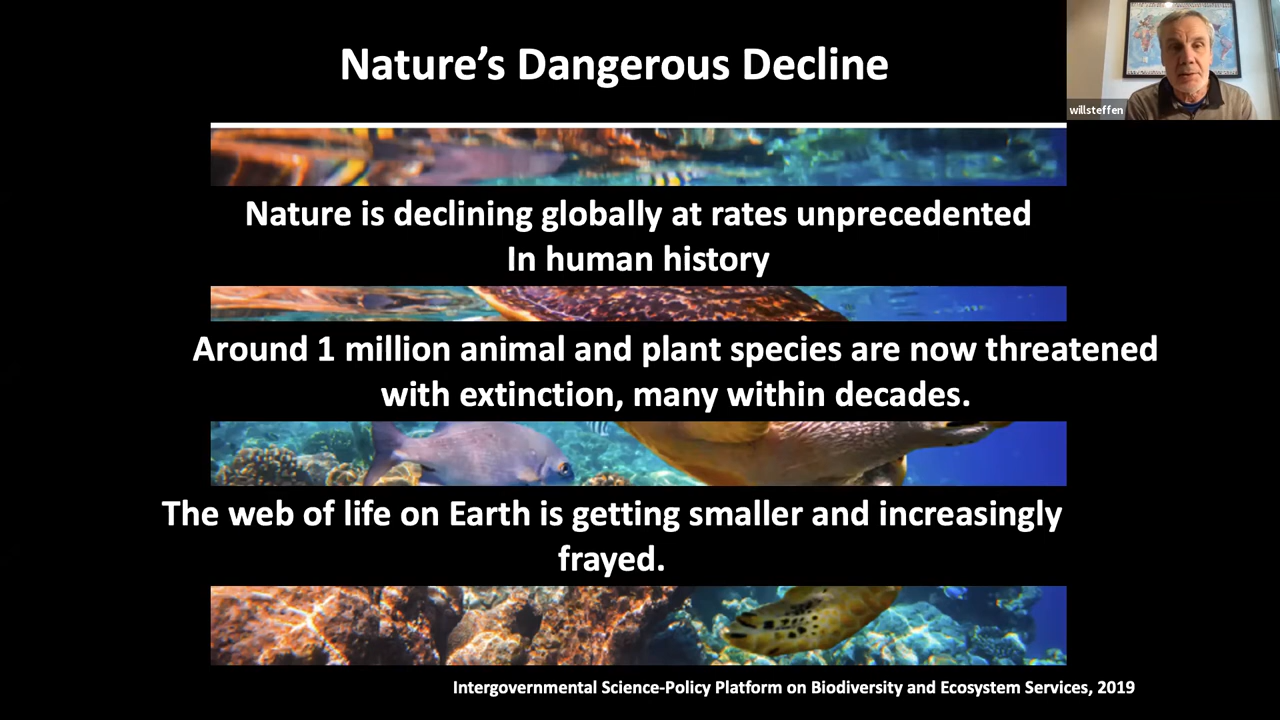 Nature’s Dangerous Decline
willsteffen
Nature is declining globally at rates unprecedented
In human history
Around 1 million animal and plant species are now threatened
with extinction, many within decades.
The web of life on Earth is getting smaller and increasingly
frayed.
Intergovernmental Science-Policy Platform on Biodiversity and Ecosystem Services, 2019